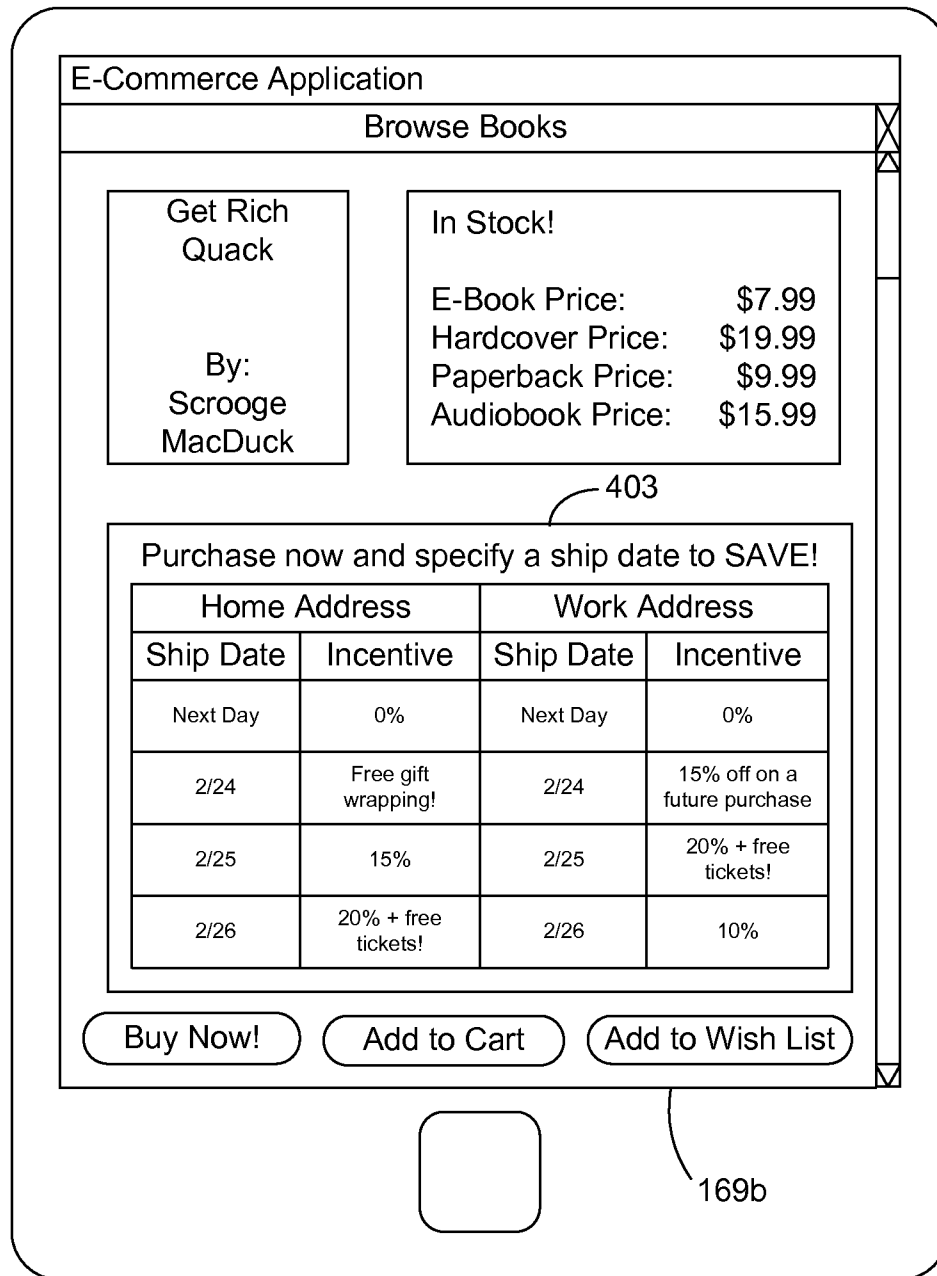 E-Commerce Application
Browse Books
Get Rich
Quack
By:
Scrooge
MacDuck
In Stock!
E-Book Price: $7.99
Hardcover Price: $19.99
Paperback Price: $9.99
Audiobook Price: $15.99
403
Purchase now and specify a ship date to SAVE!
Home Address Work Address
Ship Date Incentive Ship Date Incentive
Next Day 0% Next Day 0%
2/24 Free gift wrapping! 2/24 15% off on a future purchase
2/25 15% 2/25 20% + free tickets!
2/26 20% + free tickets! 2/26 10%
Buy Now! Add to Cart Add to Wish List
169b